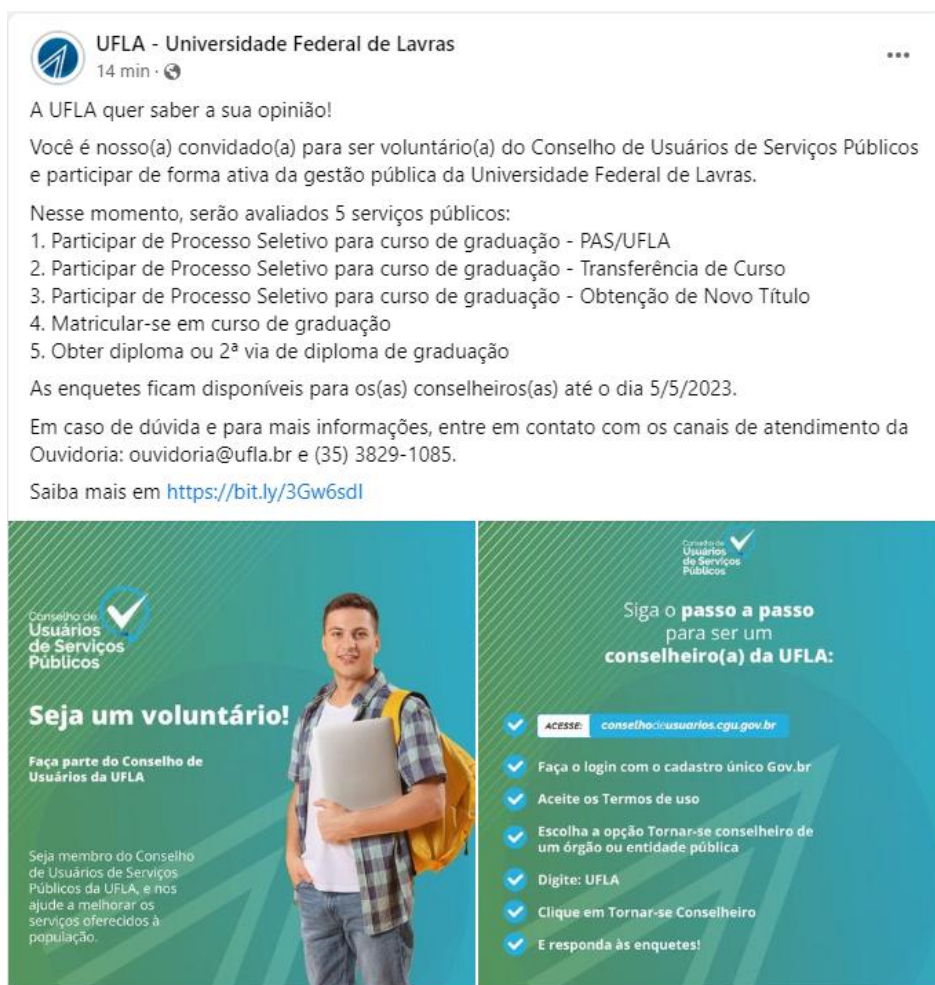 UFLA - Universidade Federal de Lavras
14 min ·
A UFLA quer saber a sua opinião!
Você é nosso(a) convidado(a) para ser voluntário(a) do Conselho de Usuários de Serviços Públicos
e participar de forma ativa da gestão pública da Universidade Federal de Lavras.
Nesse momento, serão avaliados 5 serviços públicos:
1. Participar de Processo Seletivo para curso de graduação - PAS/UFLA
2. Participar de Processo Seletivo para curso de graduação - Transferência de Curso
3. Participar de Processo Seletivo para curso de graduação - Obtenção de Novo Título
4. Matricular-se em curso de graduação
5. Obter diploma ou 2ª via de diploma de graduação
As enquetes ficam disponíveis para os(as) conselheiros(as) até o dia 5/5/2023.
Em caso de dúvida e para mais informações, entre em contato com os canais de atendimento da
Ouvidoria: ouvidoria@ufla.br e (35) 3829-1085.
Saiba mais em https://bit.ly/3Gw6sdl
Conselho de
Usuários
de Serviços
Públicos
Seja um voluntário!
Faça parte do Conselho de
Usuários da UFLA
Seja membro do Conselho
de Usuários de Serviços
Públicos da UFLA, e nos
ajude a melhorar os
serviços oferecidos à
população.
Conselho de
Usuários
de Serviços
Públicos
Siga o passo a passo
para ser um
conselheiro(a) da UFLA:
ACESSE: conselhodeusuarios.cgu.gov.br
Faça o login com o cadastro único Gov.br
Aceite os Termos de uso
Escolha a opção Tornar-se conselheiro de
um órgão ou entidade pública
Digite: UFLA
Clique em Tornar-se Conselheiro
E responda às enquetes!